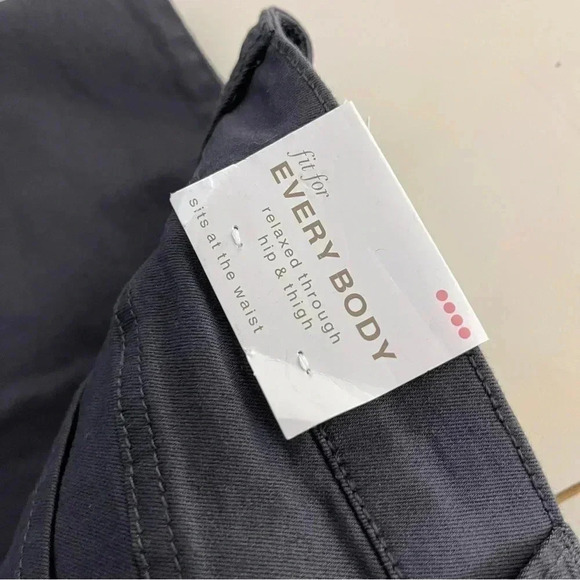 fit for
EVERY BODY
relaxed through
hip & thigh
sits at the waist